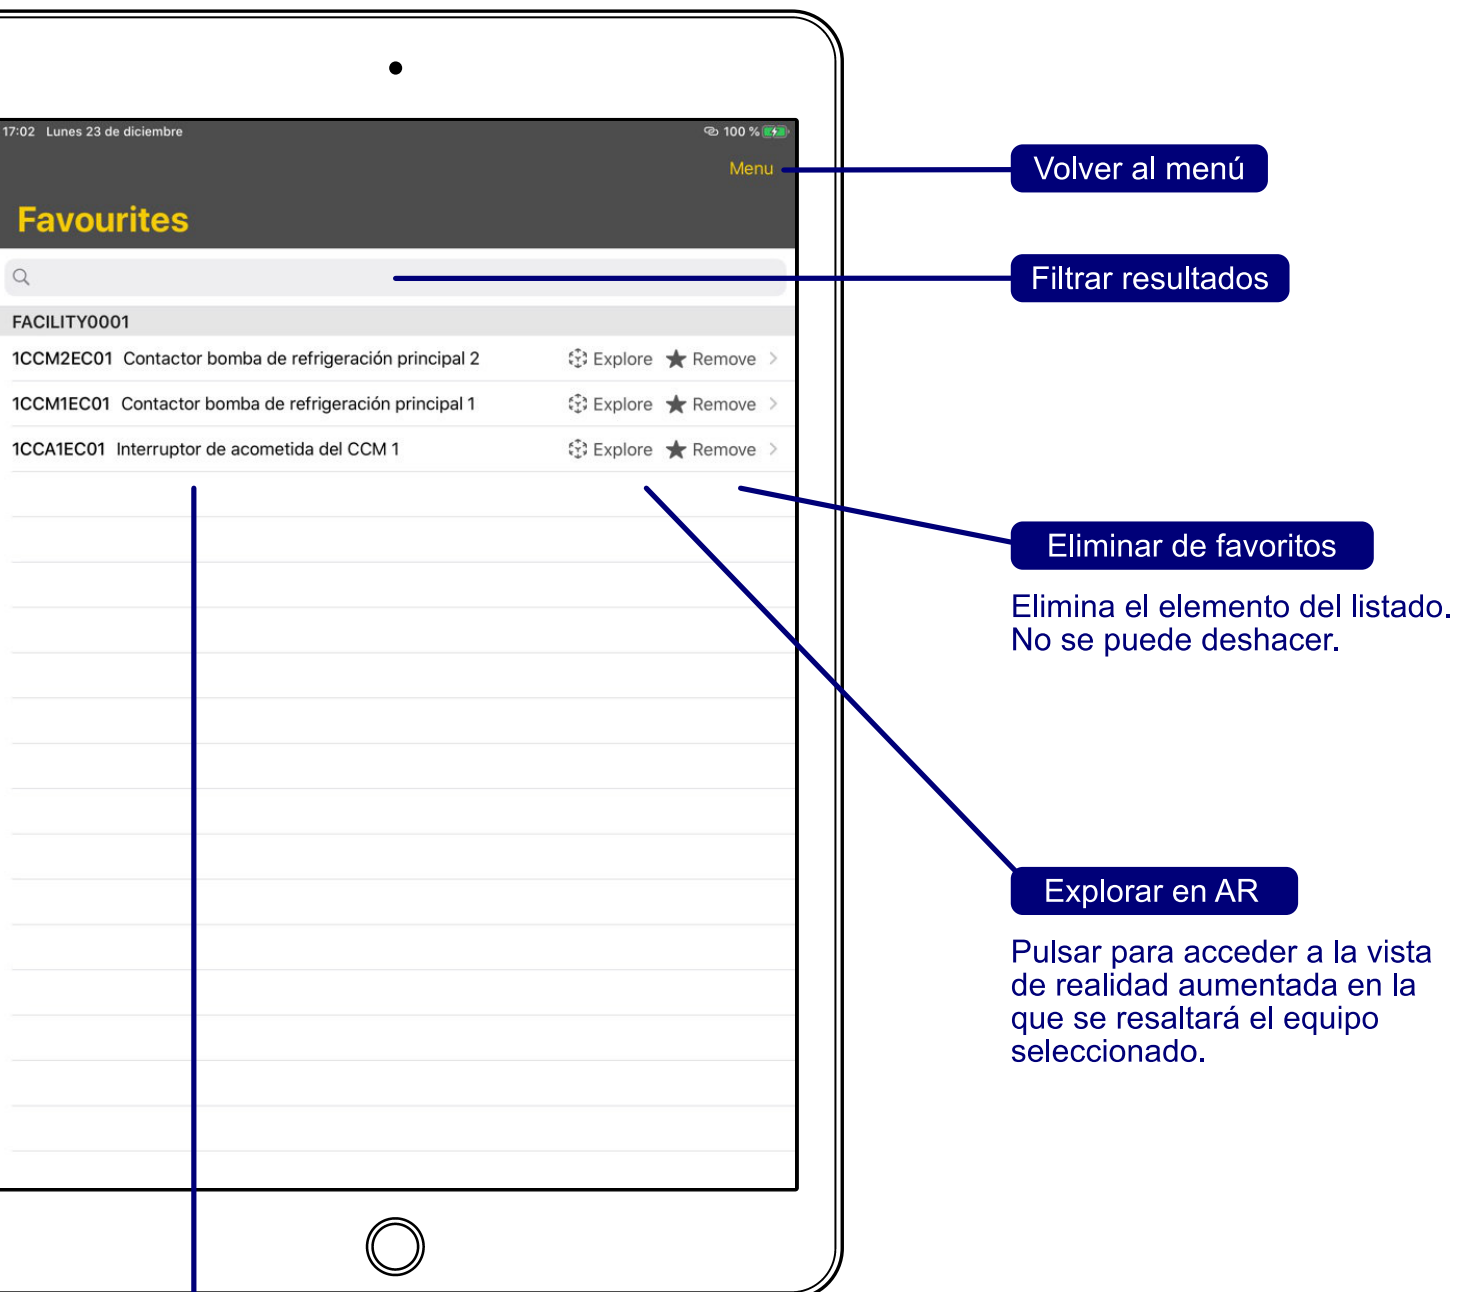 17:02 Lunes 23 de diciembre 100 %
Menu
Volver al menú
Favourites
Filtrar resultados
FACILITY0001
1CCM2EC01 Contactor bomba de refrigeración principal 2 Explore Remove
1CCM1EC01 Contactor bomba de refrigeración principal 1 Explore Remove
1CCA1EC01 Interruptor de acometida del CCM 1 Explore Remove
Eliminar de favoritos
Elimina el elemento del listado.
No se puede deshacer.
Explorar en AR
Pulsar para acceder a la vista
de realidad aumentada en la
que se resaltará el equipo
seleccionado.